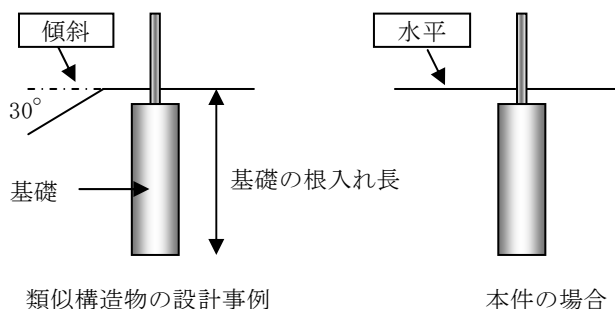 傾斜
水平
30°
基礎
基礎の根入れ長
類似構造物の設計事例
本件の場合